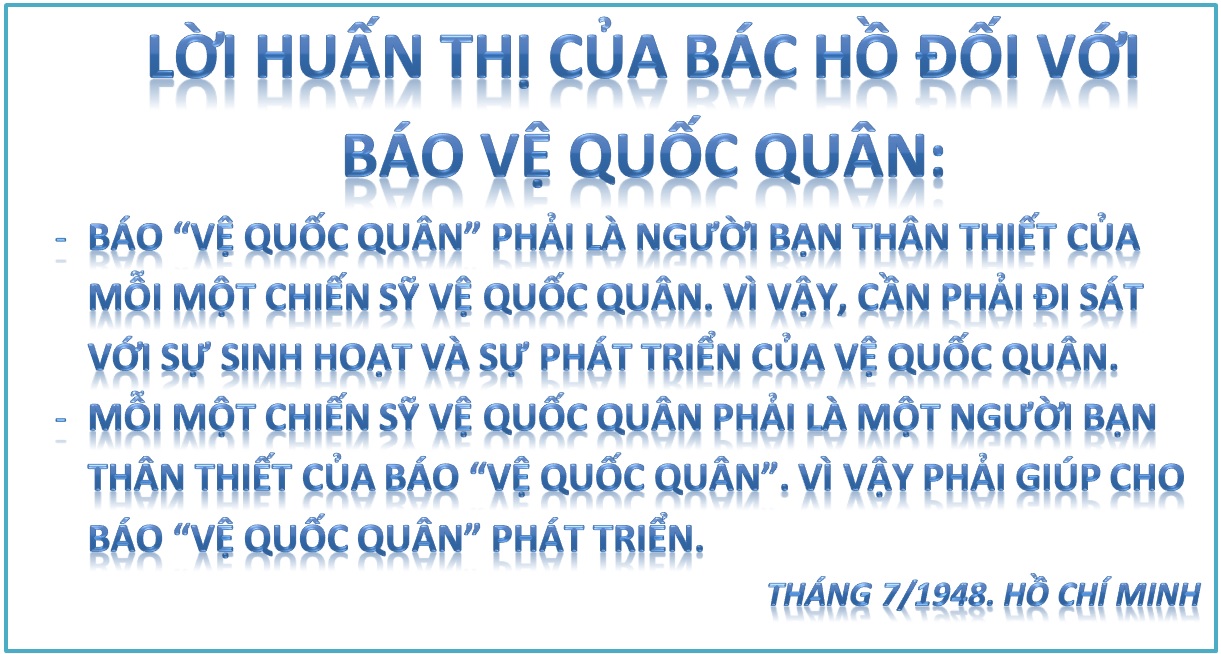 LỜI HUẤN THỊ CỦA BÁC HỒ ĐỐI VỚI
BÁO VỆ QUỐC QUÂN:
- BÁO “VỆ QUỐC QUÂN” PHẢI LÀ NGƯỜI BẠN THÂN THIẾT CỦA
MỖI MỘT CHIẾN SỸ VỆ QUỐC QUÂN. VÌ VẬY, CẦN PHẢI ĐI SÁT
VỚI SỰ SINH HOẠT VÀ SỰ PHÁT TRIỂN CỦA VỆ QUỐC QUÂN.
- MỖI MỘT CHIẾN SỸ VỆ QUỐC QUÂN PHẢI LÀ MỘT NGƯỜI BẠN
THÂN THIẾT CỦA BÁO “VỆ QUỐC QUÂN”. VÌ VẬY PHẢI GIÚP CHO
BÁO “VỆ QUỐC QUÂN” PHÁT TRIỂN.
THÁNG 7/1948. HỒ CHÍ MINH